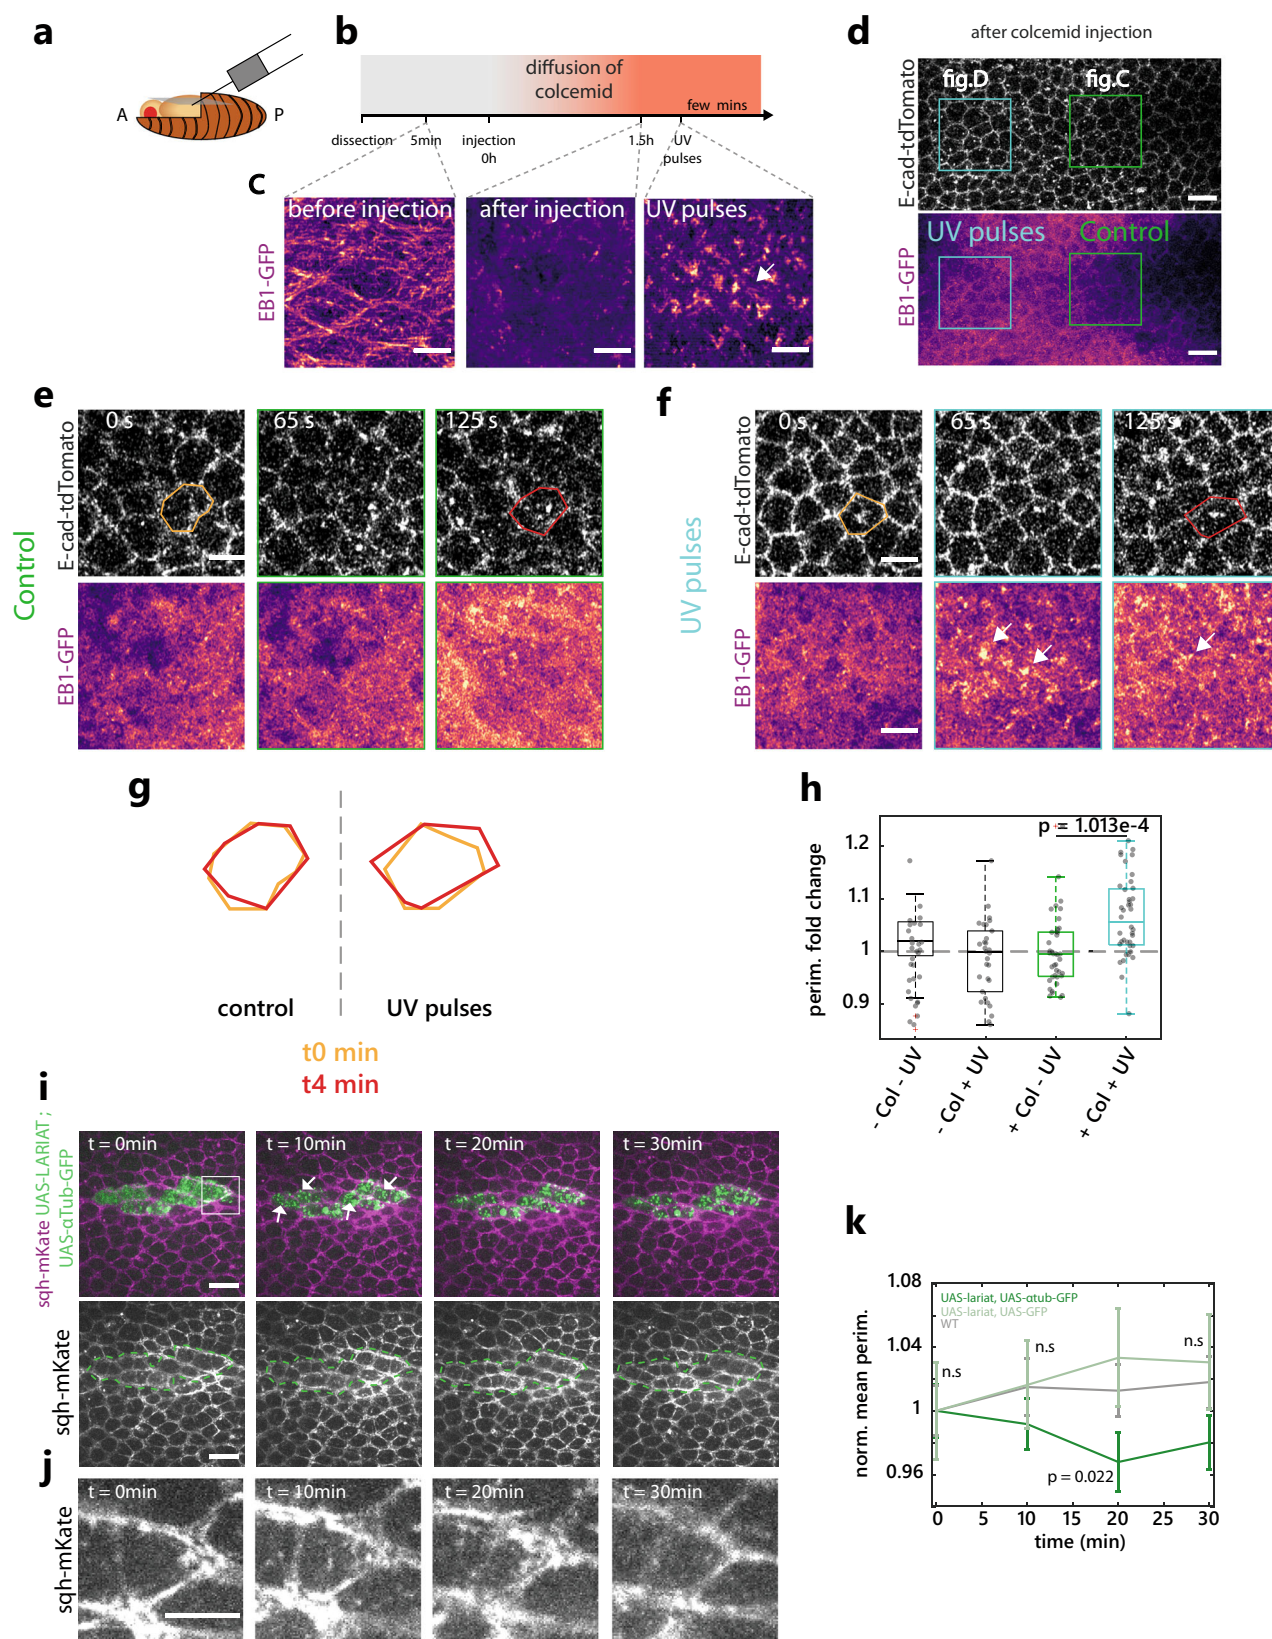 a
A
P
b
diffusion of
colcemid
few mins
dissection
5min
injection
0h
1.5h
UV
pulses
c
before injection
after injection
UV pulses
EB1-GFP
d
after colcemid injection
fig.D
fig.C
E-cad-tdTomato
UV pulses
Control
EB1-GFP
e
Control
0 s
65 s
125 s
E-cad-tdTomato
EB1-GFP
f
UV pulses
0 s
65 s
125 s
E-cad-tdTomato
EB1-GFP
g
control
UV pulses
t0 min
t4 min
h
p = 1.013e-4
perim. fold change
1.2
1.1
1
0.9
- Col - UV
- Col + UV
+ Col - UV
+ Col + UV
i
sqh-mKate UAS-LARIAT ;
UAS-αTub-GFP
t = 0min
t = 10min
t = 20min
t = 30min
sqh-mKate
j
sqh-mKate
t = 0min
t = 10min
t = 20min
t = 30min
k
norm. mean perim.
1.08
1.04
1
0.96
UAS-lariat, UAS-αtub-GFP
UAS-lariat, UAS-GFP
WT
n.s
n.s
n.s
p = 0.022
0
5
10
15
20
25
30
time (min)